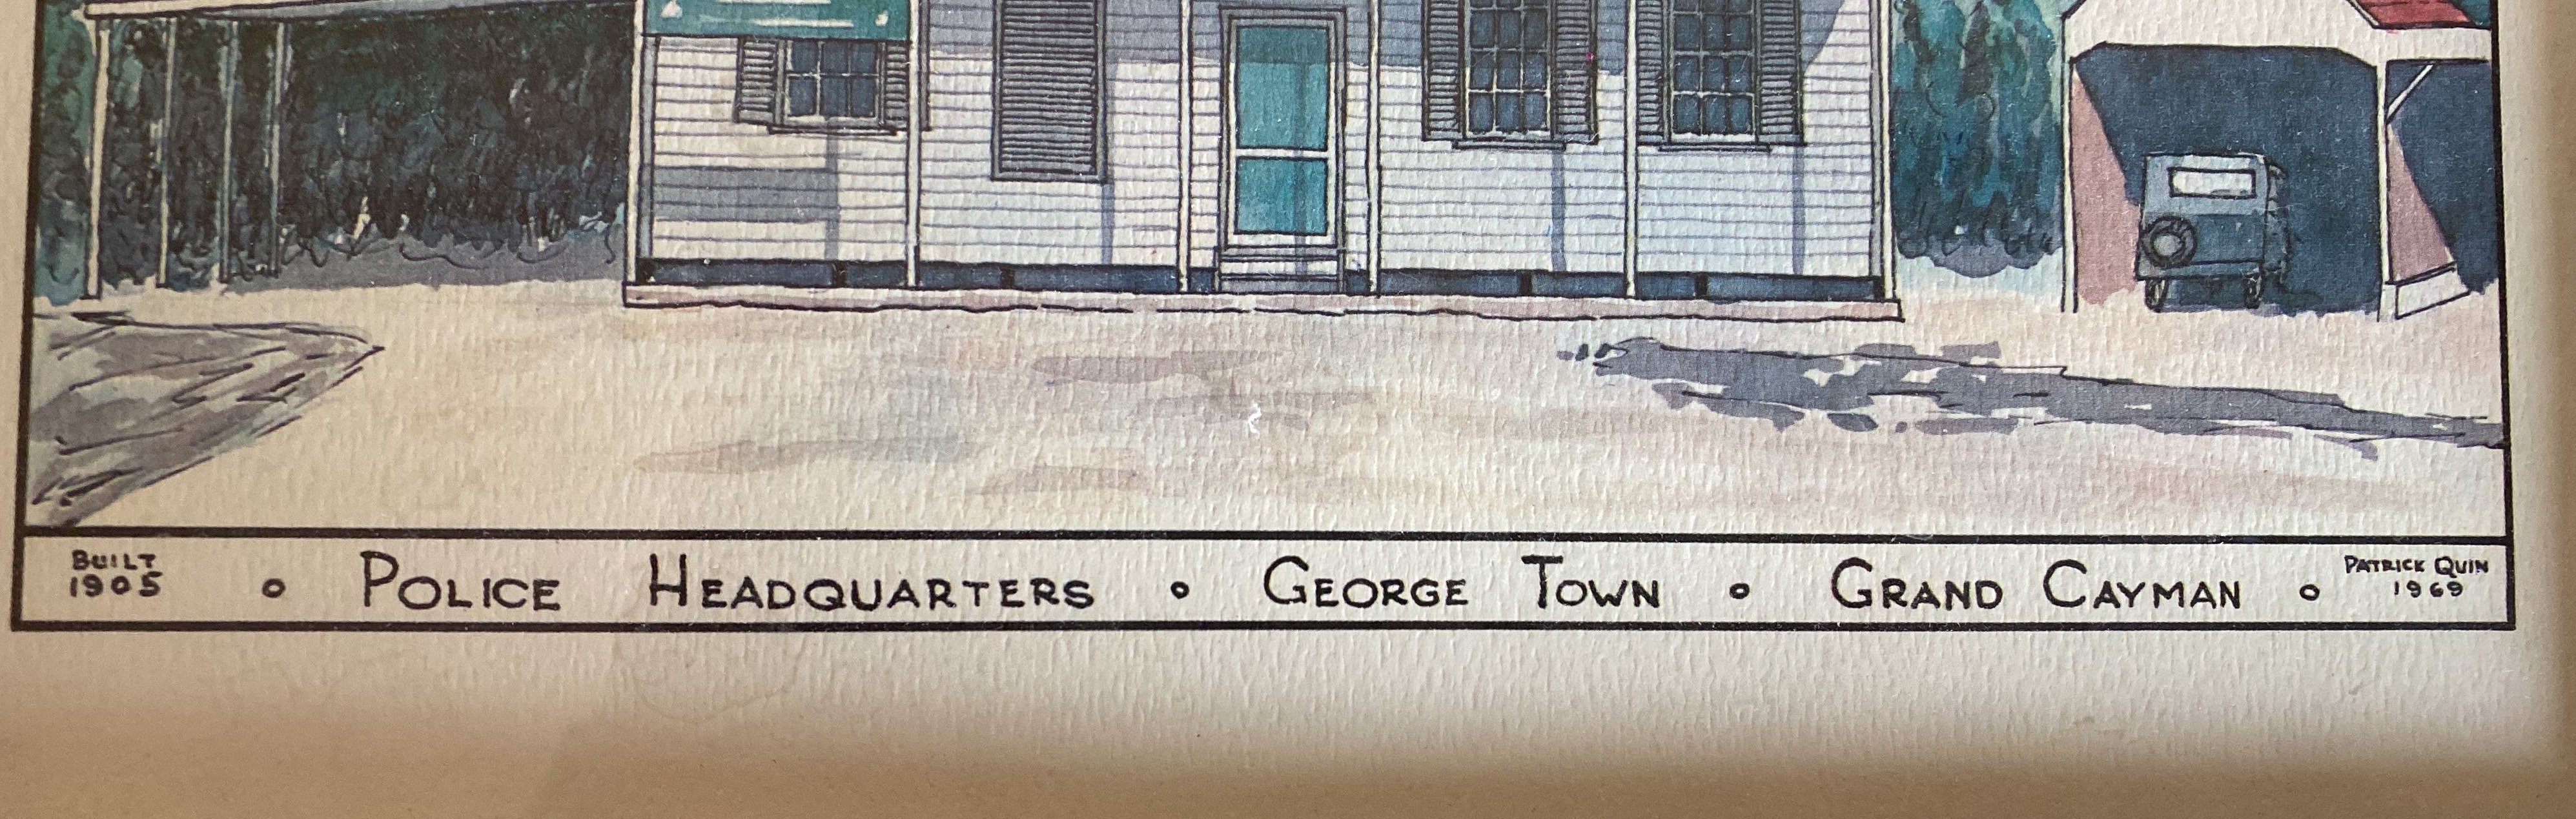 BUILT
1905
POLICE HEADQUARTERS
GEORGE TOWN
GRAND CAYMAN
PATRICK QUIN
1969